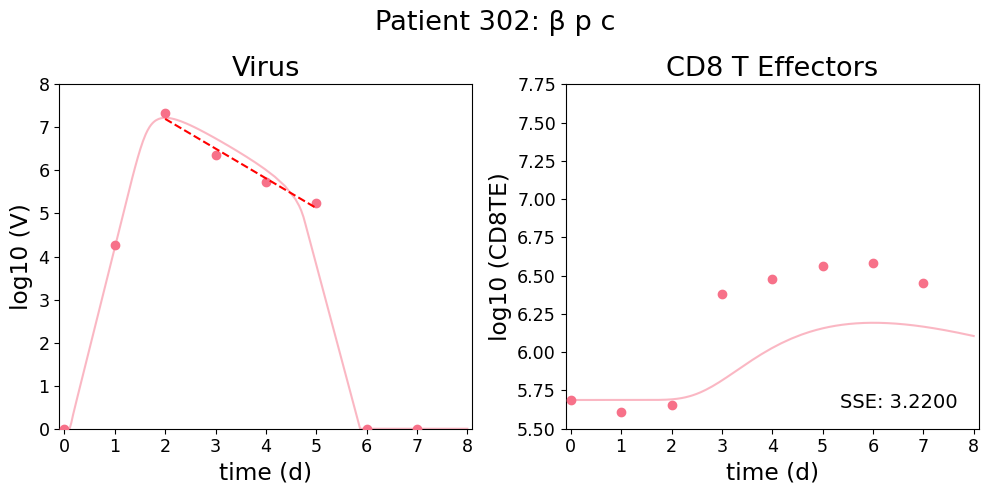 Patient 302: β p c
Virus
CD8 T Effectors
log10 (V)
8
7
6
5
4
3
2
1
0
0 1 2 3 4 5 6 7 8
time (d)
log10 (CD8TE)
7.75
7.50
7.25
7.00
6.75
6.50
6.25
6.00
5.75
5.50
SSE: 3.2200
0 1 2 3 4 5 6 7 8
time (d)